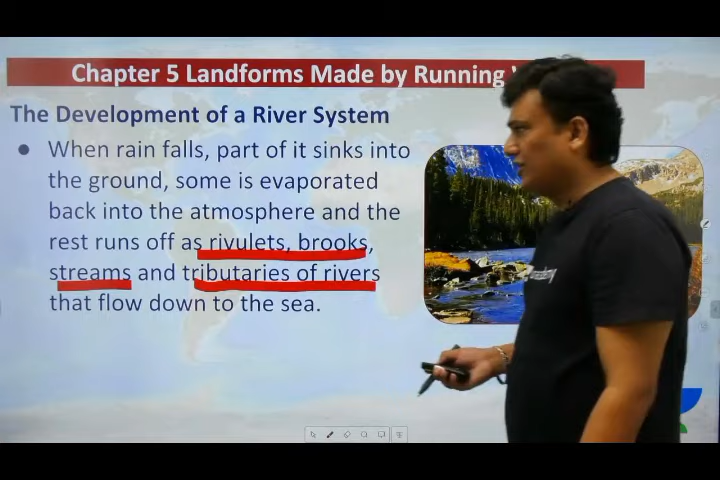 Chapter 5 Landforms Made by Running
The Development of a River System
● When rain falls, part of it sinks into
the ground, some is evaporated
back into the atmosphere and the
rest runs off as rivulets, brooks,
streams and tributaries of rivers
that flow down to the sea.